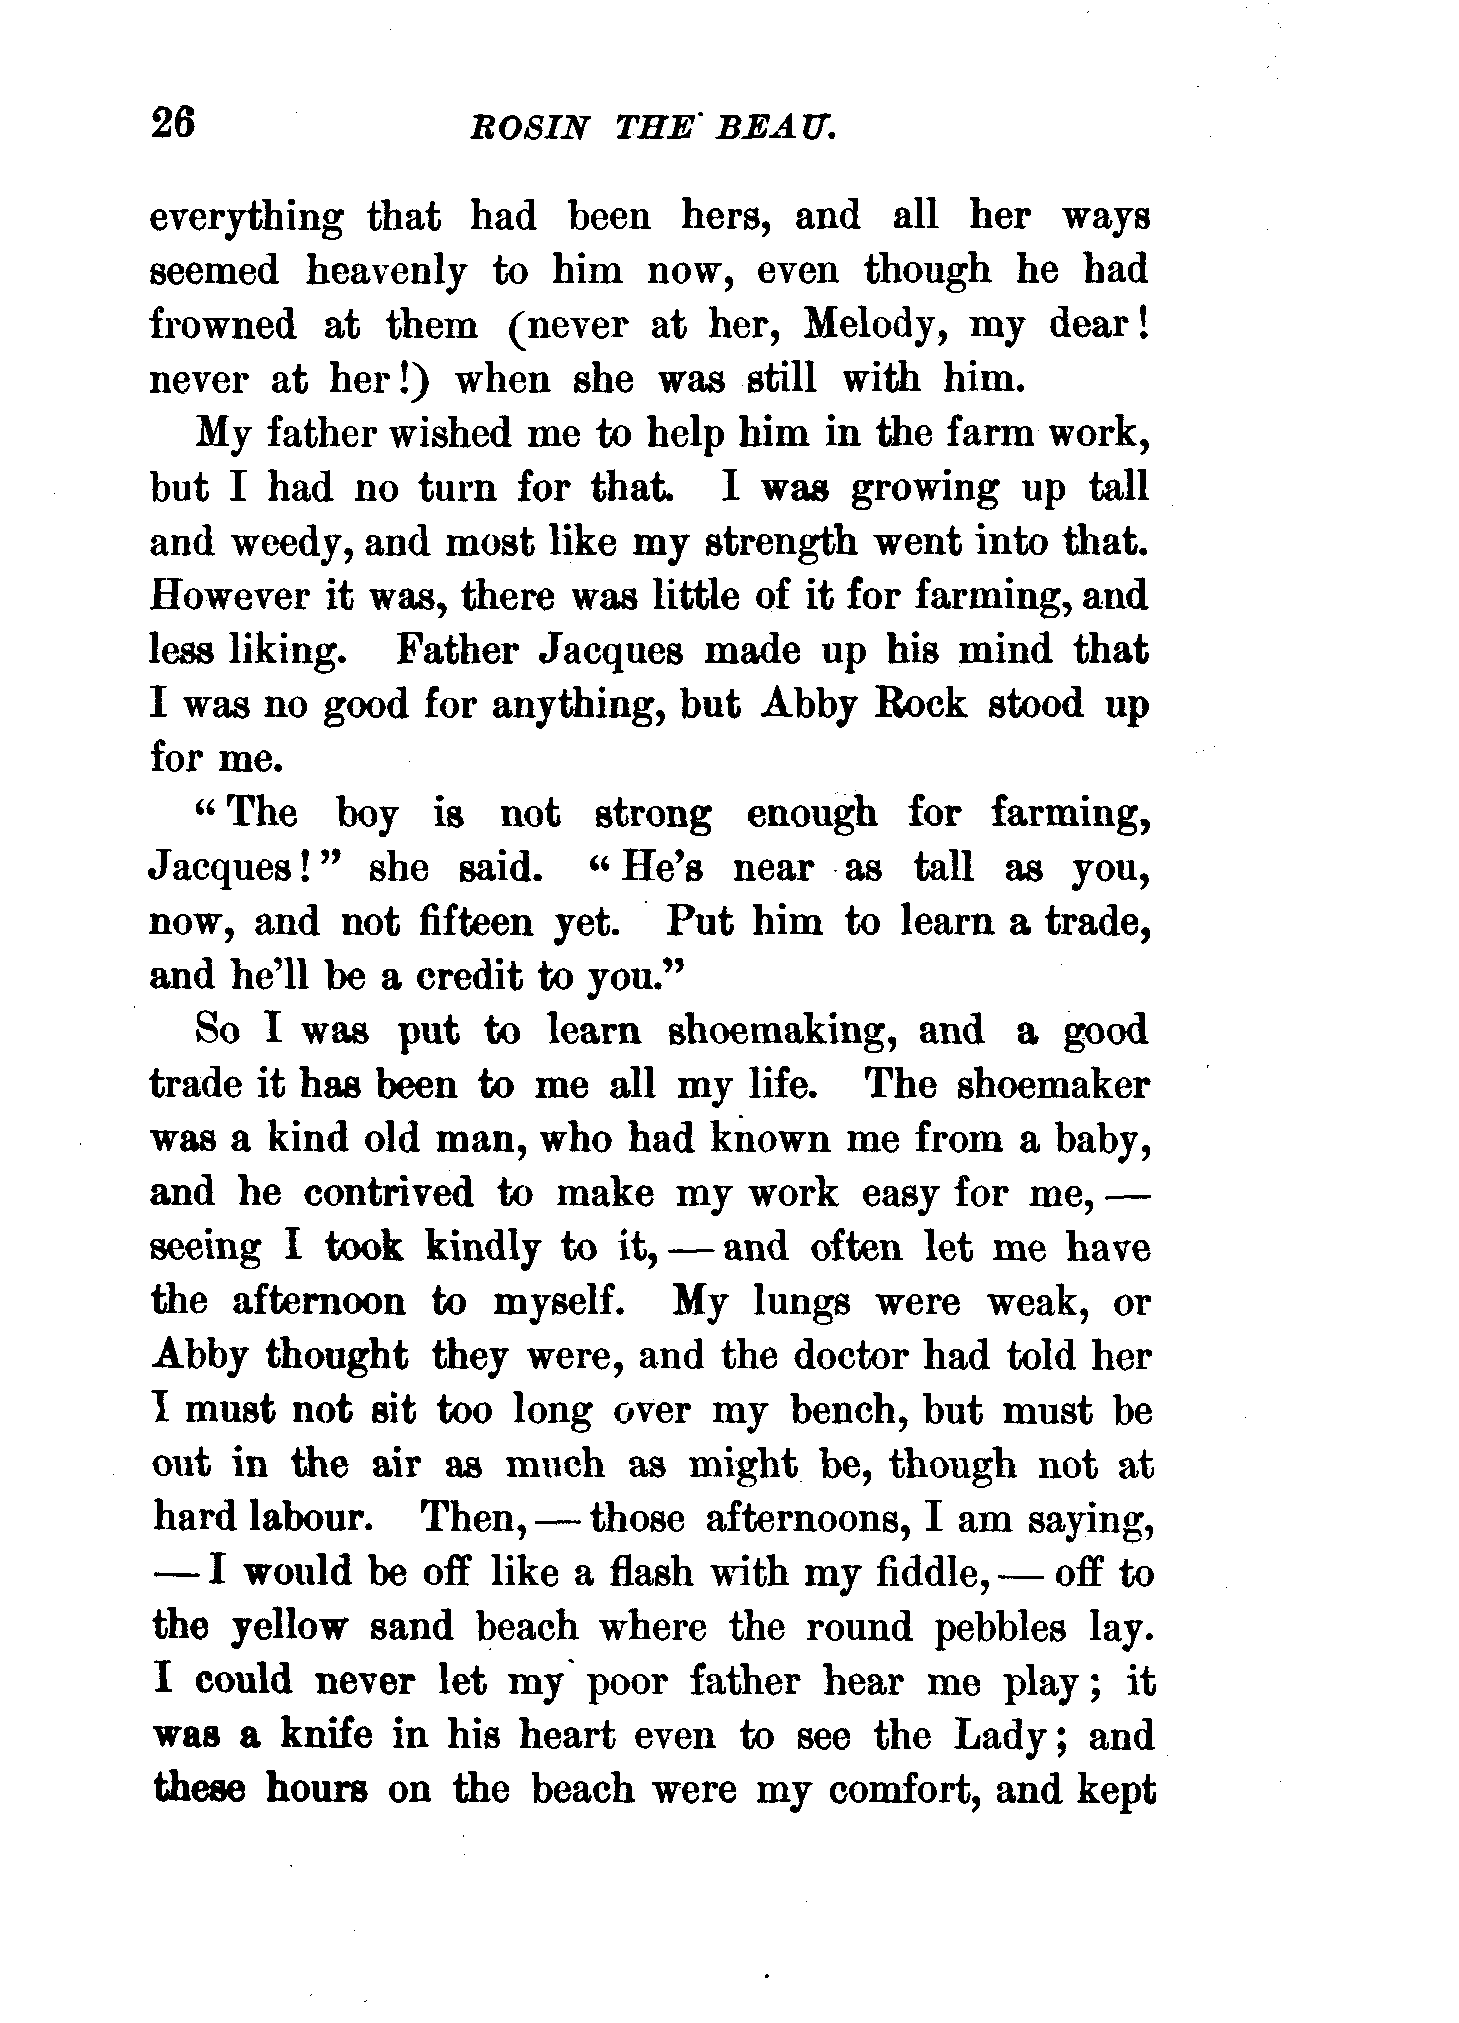 26 ROSIN THE BEAU.
everything that had been hers, and all her ways
seemed heavenly to him now, even though he had
frowned at them (never at her, Melody, my dear!
never at her!) when she was still with him.
My father wished me to help him in the farm work,
but I had no turn for that. I was growing up tall
and weedy, and most like my strength went into that.
However it was, there was little of it for farming, and
less liking. Father Jacques made up his mind that
I was no good for anything, but Abby Rock stood up
for me.
“The boy is not strong enough for farming,
Jacques!” she said. “He’s near as tall as you,
now, and not fifteen yet. Put him to learn a trade,
and he’ll be a credit to you.”
So I was put to learn shoemaking, and a good
trade it has been to me all my life. The shoemaker
was a kind old man, who had known me from a baby,
and he contrived to make my work easy for me, —
seeing I took kindly to it, — and often let me have
the afternoon to myself. My lungs were weak, or
Abby thought they were, and the doctor had told her
I must not sit too long over my bench, but must be
out in the air as much as might be, though not at
hard labour. Then, — those afternoons, I am saying,
— I would be off like a flash with my fiddle, — off to
the yellow sand beach where the round pebbles lay.
I could never let my poor father hear me play; it
was a knife in his heart even to see the Lady; and
these hours on the beach were my comfort, and kept